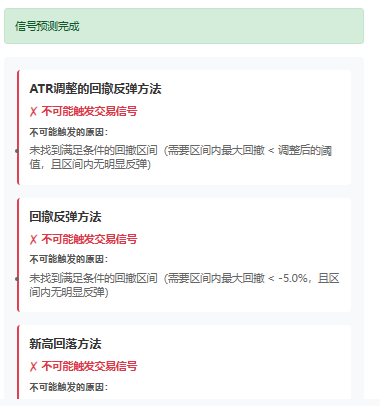 信号预测完成
ATR调整的回撤反弹方法
✗ 不可能触发交易信号
不可能触发的原因:
未找到满足条件的回撤区间（需要区间内最大回撤 < 调整后的阈
值，且区间内无明显反弹）
回撤反弹方法
✗ 不可能触发交易信号
不可能触发的原因:
未找到满足条件的回撤区间（需要区间内最大回撤 < -5.0%，且区
间内无明显反弹）
新高回落方法
✗ 不可能触发交易信号
不可能触发的原因: